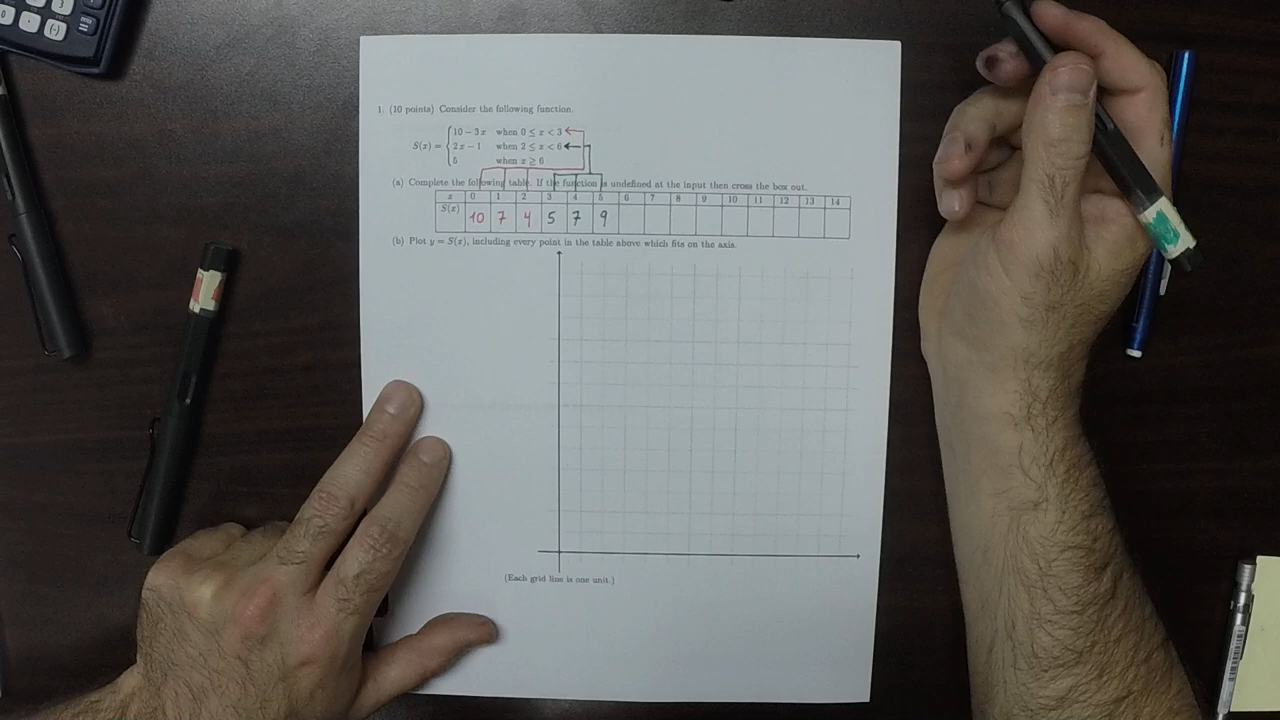 1. (10 points) Consider the following function.
S(x) = { 10 − 3x when 0 ≤ x < 3
2x − 1 when 2 ≤ x < 6
5 when x ≥ 6
(a) Complete the following table. If the function is undefined at the input then cross the box out.
x 0 1 2 3 4 5 6 7 8 9 10 11 12 13 14
S(x) 10 7 4 5 7 9
(b) Plot y = S(x), including every point in the table above which fits on the axis.
(Each grid line is one unit.)